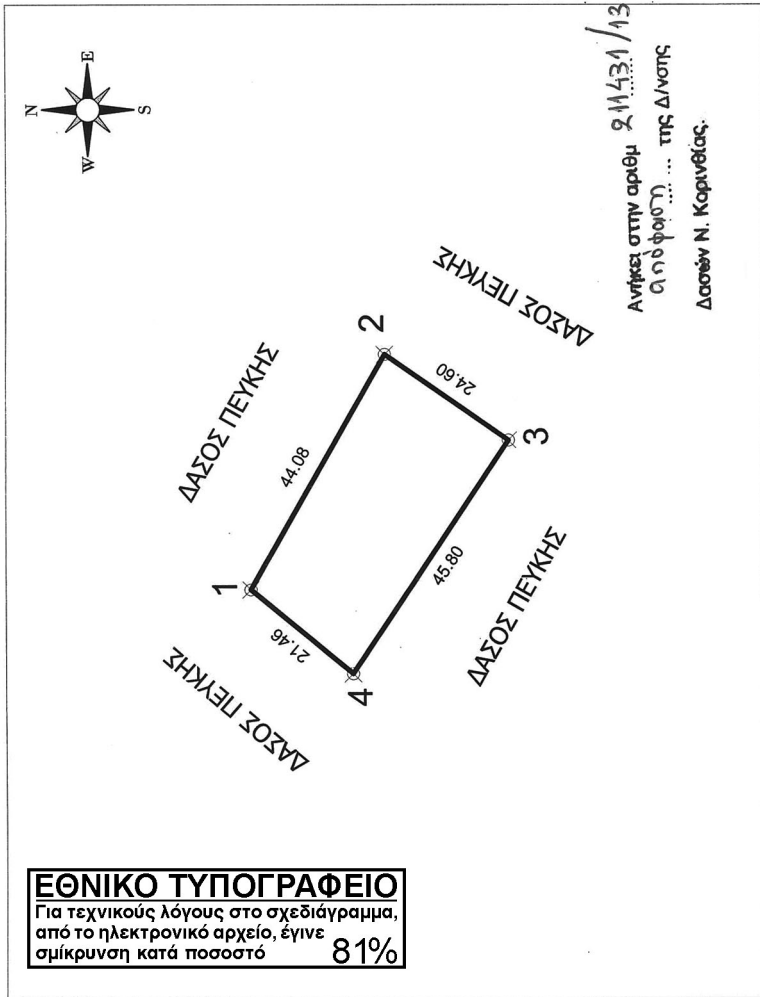 N
W
E
S
ΔΑΣΟΣ ΠΕΥΚΗΣ
1
44.08
2
ΔΑΣΟΣ ΠΕΥΚΗΣ
24.60
3
ΔΑΣΟΣ ΠΕΥΚΗΣ
45.80
4
21.46
ΔΑΣΟΣ ΠΕΥΚΗΣ
Ανήκει στην αριθμ 211431/13
απόφαση ...... της Δ/νσης
Δασών Ν. Κορινθίας.
ΕΘΝΙΚΟ ΤΥΠΟΓΡΑΦΕΙΟ
Για τεχνικούς λόγους στο σχεδιάγραμμα,
από το ηλεκτρονικό αρχείο, έγινε
σμίκρυνση κατά ποσοστό 81%